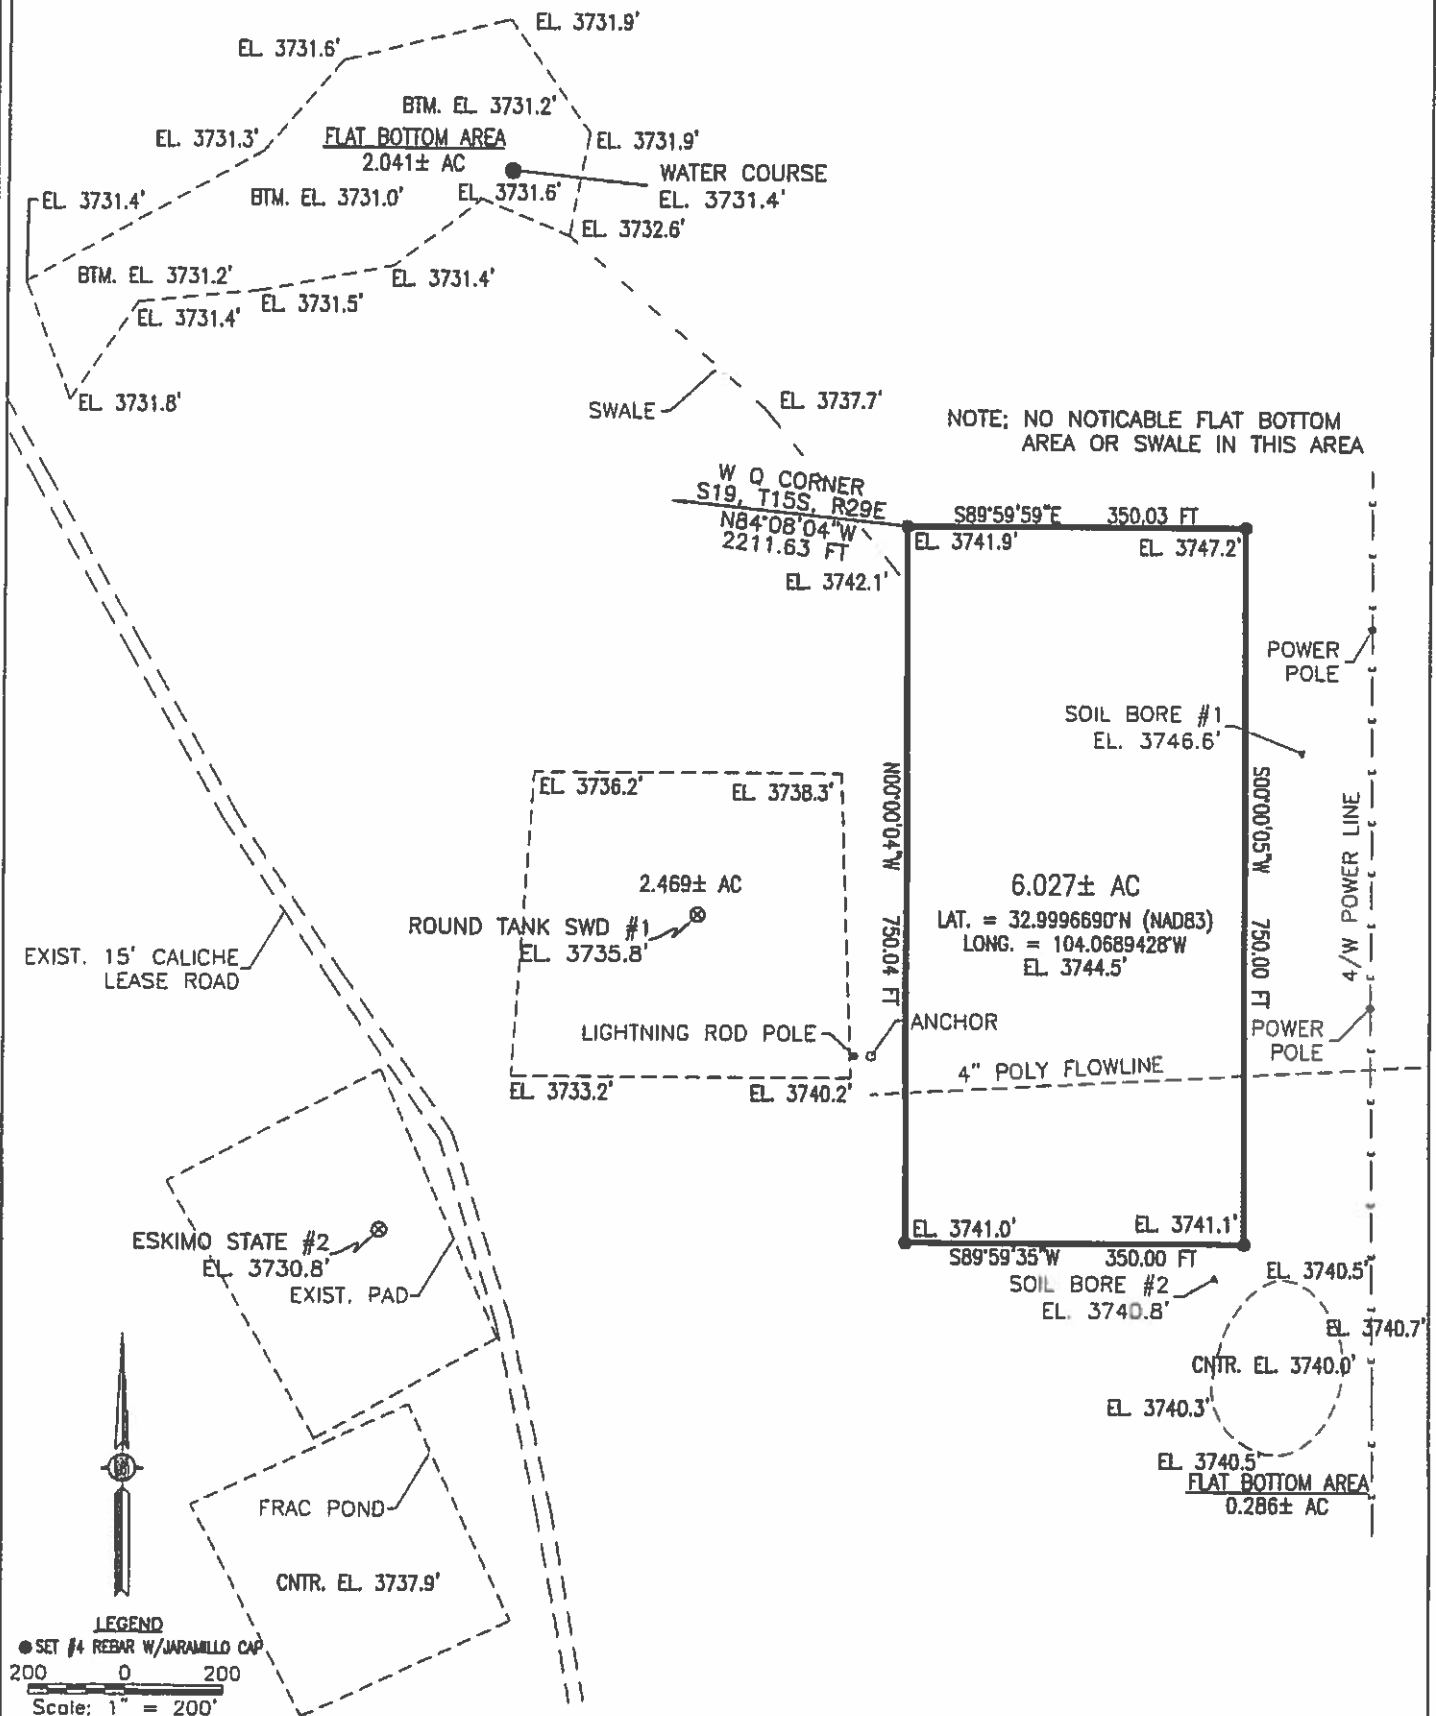 EL. 3731.9'
EL. 3731.6'
BTM. EL. 3731.2'
EL. 3731.3'
FLAT BOTTOM AREA
2.041± AC
EL. 3731.9'
WATER COURSE
EL. 3731.4'
EL. 3731.4'
BTM. EL. 3731.0'
EL. 3731.6'
EL. 3732.6'
BTM. EL. 3731.2'
EL. 3731.4'
EL. 3731.5'
EL. 3731.4'
EL. 3731.8'
SWALE
EL. 3737.7'
NOTE; NO NOTICABLE FLAT BOTTOM
AREA OR SWALE IN THIS AREA
W Q CORNER
S19, T15S, R29E
N84°08'04"W
2211.63 FT
S89°59'59"E 350.03 FT
EL. 3741.9'
EL. 3747.2'
EL. 3742.1'
POWER
POLE
SOIL BORE #1
EL. 3746.6'
EL. 3736.2'
EL. 3738.3'
N00°00'04"W 750.04 FT
S00°00'05"W 750.00 FT
4/W POWER LINE
2.469± AC
ROUND TANK SWD #1
EL. 3735.8'
6.027± AC
LAT. = 32.9996690°N (NAD83)
LONG. = 104.0689428°W
EL. 3744.5'
EXIST. 15' CALICHE
LEASE ROAD
LIGHTNING ROD POLE
ANCHOR
POWER
POLE
4" POLY FLOWLINE
EL. 3733.2'
EL. 3740.2'
ESKIMO STATE #2
EL. 3730.8'
EXIST. PAD
EL. 3741.0'
EL. 3741.1'
S89°59'35"W 350.00 FT
SOIL BORE #2
EL. 3740.8'
EL. 3740.5'
EL. 3740.7'
CNTR. EL. 3740.0'
EL. 3740.3'
EL. 3740.5'
FLAT BOTTOM AREA
0.286± AC
FRAC POND
CNTR. EL. 3737.9'
LEGEND
SET #4 REBAR W/JARAMILLO CAP
200 0 200
Scale; 1" = 200'